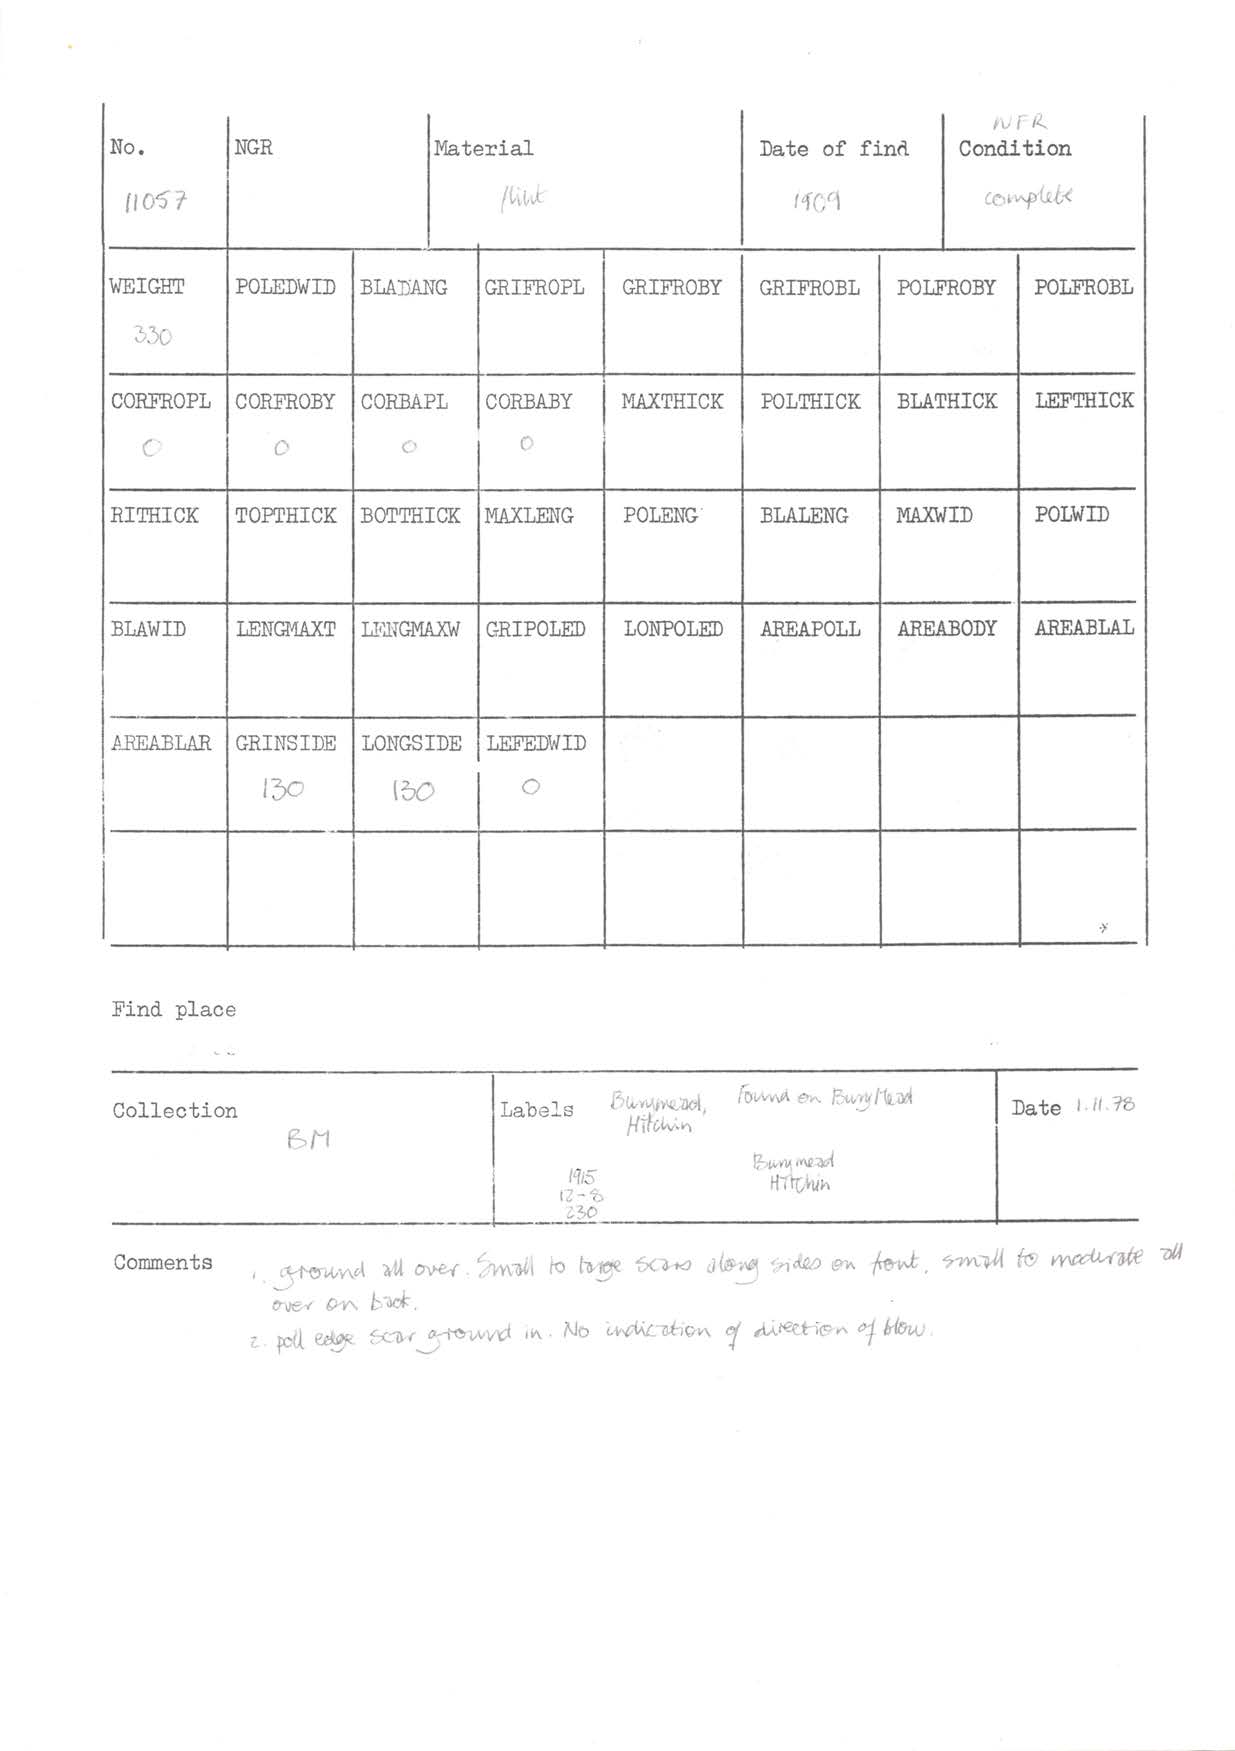 NFR
No. NGR Material Date of find Condition
11057 flint 1909 complete
WEIGHT POLEDWID BLADANG GRIFROPL GRIFROBY GRIFROBL POLFROBY POLFROBL
330
CORFROPL CORFROBY CORBAPL CORBABY MAXTHICK POLTHICK BLATHICK LEFTHICK
0 0 0 0
RITHICK TOPTHICK BOTTHICK MAXLENG POLENG BLALENG MAXWID POLWID
BLAWID LENGMAXT LENGMAXW GRIPOLED LONPOLED AREAPOLL AREABODY AREABLAL
AREABLAR GRINSIDE LONGSIDE LEFEDWID
130 130 0
Find place
Collection
BM
Labels
Burymead,
Hitchin
Found on Bury Mead
Burymead
Hitchin
1915
12-8
230
Date 1.11.78
Comments 1. ground all over. Small to large scars along sides on front, small to moderate all
over on back.
2. poll edge scar ground in. No indication of direction of blow.